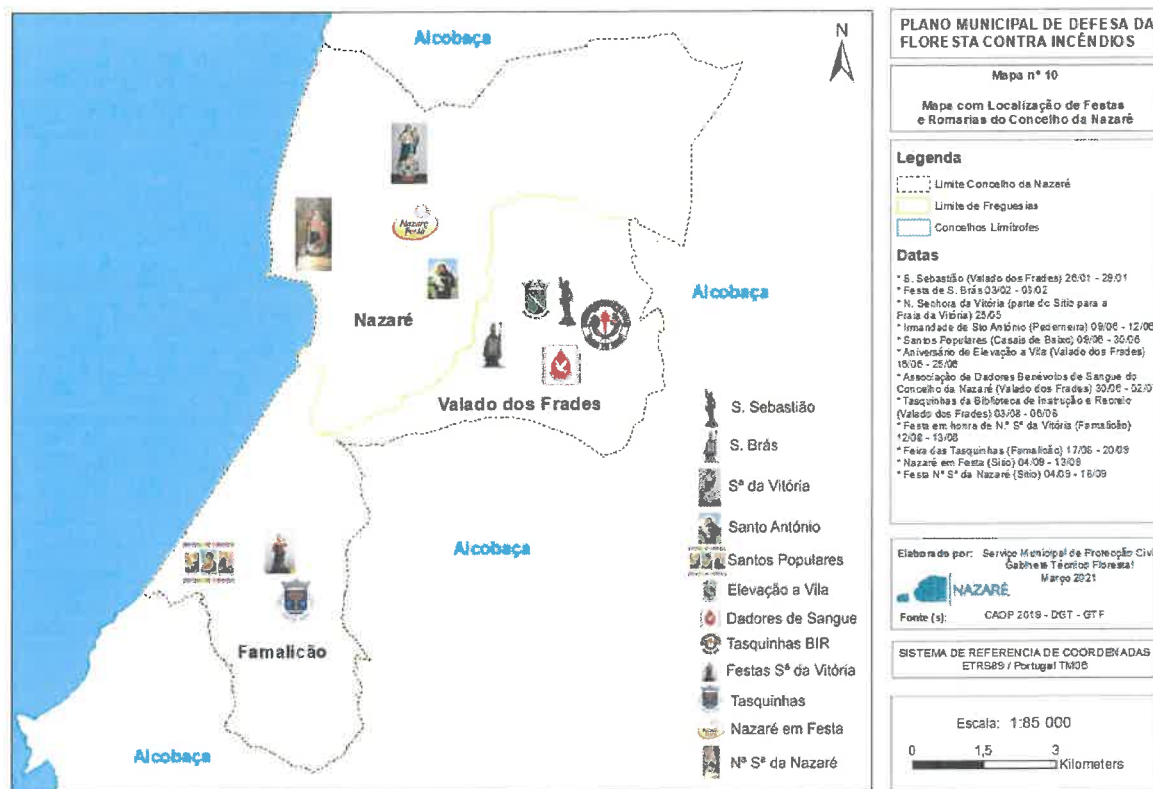 Alcobaça
N
Nazaré
Festa
Nazaré
Alcobaça
Valado dos Frades
Alcobaça
Famalicão
Alcobaça
S. Sebastião
S. Brás
Sª da Vitória
Santo António
Santos Populares
Elevação a Vila
Dadores de Sangue
Tasquinhas BIR
Festas Sª da Vitória
Tasquinhas
Nazaré em Festa
Nª Sª da Nazaré
PLANO MUNICIPAL DE DEFESA DA
FLORESTA CONTRA INCÊNDIOS
Mapa nº 10
Mapa com Localização de Festas
e Romarias do Concelho da Nazaré
Legenda
Limite Concelho da Nazaré
Limite de Freguesias
Concelhos Limítrofes
Datas
* S. Sebastião (Valado dos Frades) 26/01 - 29/01
* Festa de S. Brás 03/02 - 03/02
* N. Senhora da Vitória (parte do Sítio para a
Praia da Vitória) 25/05
* Irmandade de Sto António (Pederneira) 09/06 - 12/06
* Santos Populares (Casais de Baixo) 09/06 - 30/06
* Aniversário de Elevação a Vila (Valado dos Frades)
16/06 - 25/06
* Associação de Dadores Benévolos de Sangue do
Concelho da Nazaré (Valado dos Frades) 30/06 - 02/0
* Tasquinhas da Biblioteca de Instrução e Recreio
(Valado dos Frades) 03/08 - 06/08
* Festa em honra de N.ª Sª da Vitória (Famalicão)
12/08 - 13/08
* Feira das Tasquinhas (Famalicão) 17/08 - 20/08
* Nazaré em Festa (Sítio) 04/09 - 13/09
* Festa Nª Sª da Nazaré (Sítio) 04/09 - 18/09
Elaborado por: Serviço Municipal de Protecção Civi
Gabinete Técnico Florestal
Março 2021
NAZARÉ
Fonte (s): CAOP 2019 - DGT - GTF
SISTEMA DE REFERENCIA DE COORDENADAS
ETRS89 / Portugal TM06
Escala: 1:85 000
0 1,5 3
Kilometers